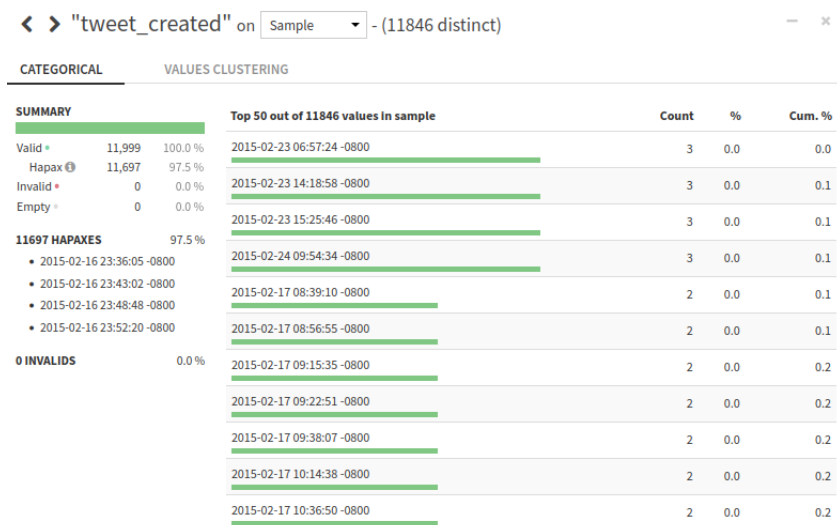 "tweet_created" on Sample - (11846 distinct)
CATEGORICAL VALUES CLUSTERING
SUMMARY
Valid 11,999 100.0 %
Hapax 11,697 97.5 %
Invalid 0 0.0 %
Empty 0 0.0 %
11697 HAPAXES 97.5 %
2015-02-16 23:36:05 -0800
2015-02-16 23:43:02 -0800
2015-02-16 23:48:48 -0800
2015-02-16 23:52:20 -0800
0 INVALIDS 0.0 %
Top 50 out of 11846 values in sample Count % Cum. %
2015-02-23 06:57:24 -0800 3 0.0 0.0
2015-02-23 14:18:58 -0800 3 0.0 0.1
2015-02-23 15:25:46 -0800 3 0.0 0.1
2015-02-24 09:54:34 -0800 3 0.0 0.1
2015-02-17 08:39:10 -0800 2 0.0 0.1
2015-02-17 08:56:55 -0800 2 0.0 0.1
2015-02-17 09:15:35 -0800 2 0.0 0.2
2015-02-17 09:22:51 -0800 2 0.0 0.2
2015-02-17 09:38:07 -0800 2 0.0 0.2
2015-02-17 10:14:38 -0800 2 0.0 0.2
2015-02-17 10:36:50 -0800 2 0.0 0.2